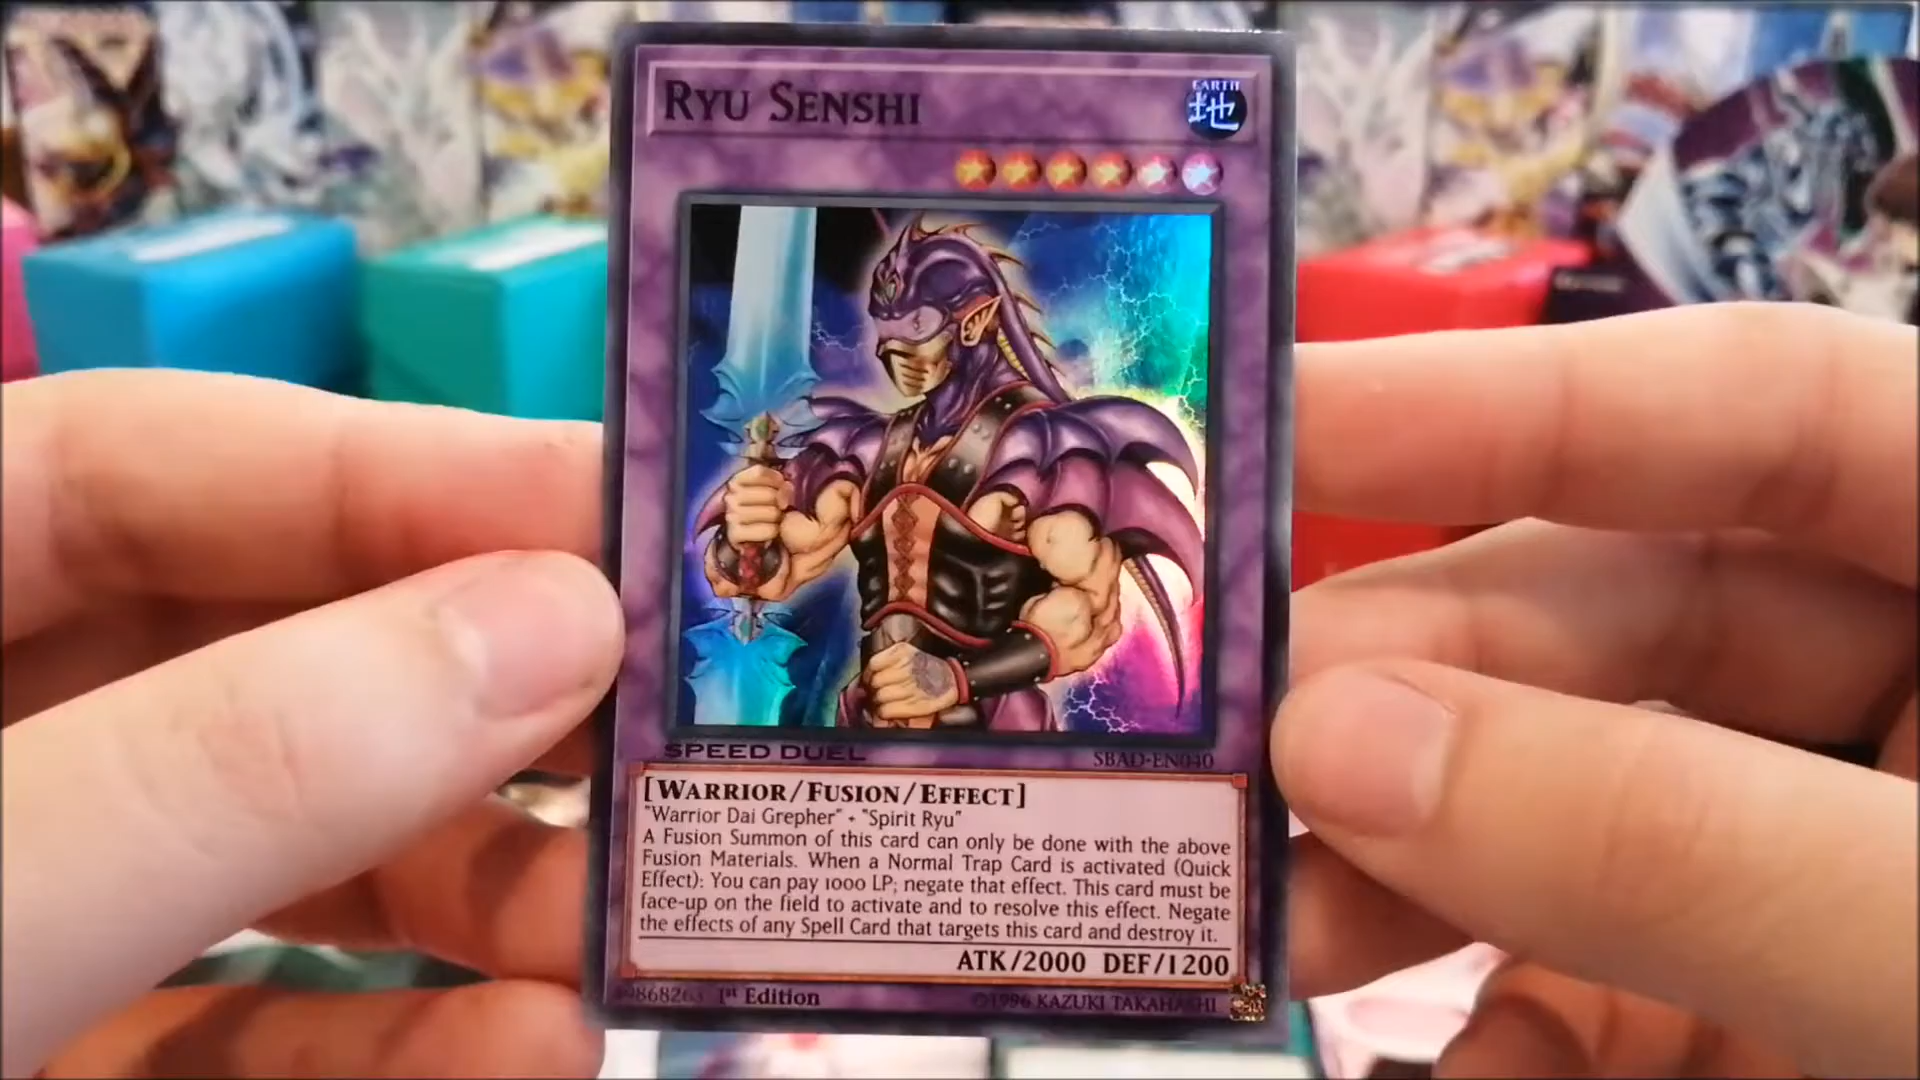 RYU SENSHI
EARTH
地
SPEED DUEL
SBAD-EN040
[WARRIOR/FUSION/EFFECT]
"Warrior Dai Grepher" + "Spirit Ryu"
A Fusion Summon of this card can only be done with the above
Fusion Materials. When a Normal Trap Card is activated (Quick
Effect): You can pay 1000 LP; negate that effect. This card must be
face-up on the field to activate and to resolve this effect. Negate
the effects of any Spell Card that targets this card and destroy it.
ATK/2000 DEF/1200
1st Edition
©1996 KAZUKI TAKAHASHI